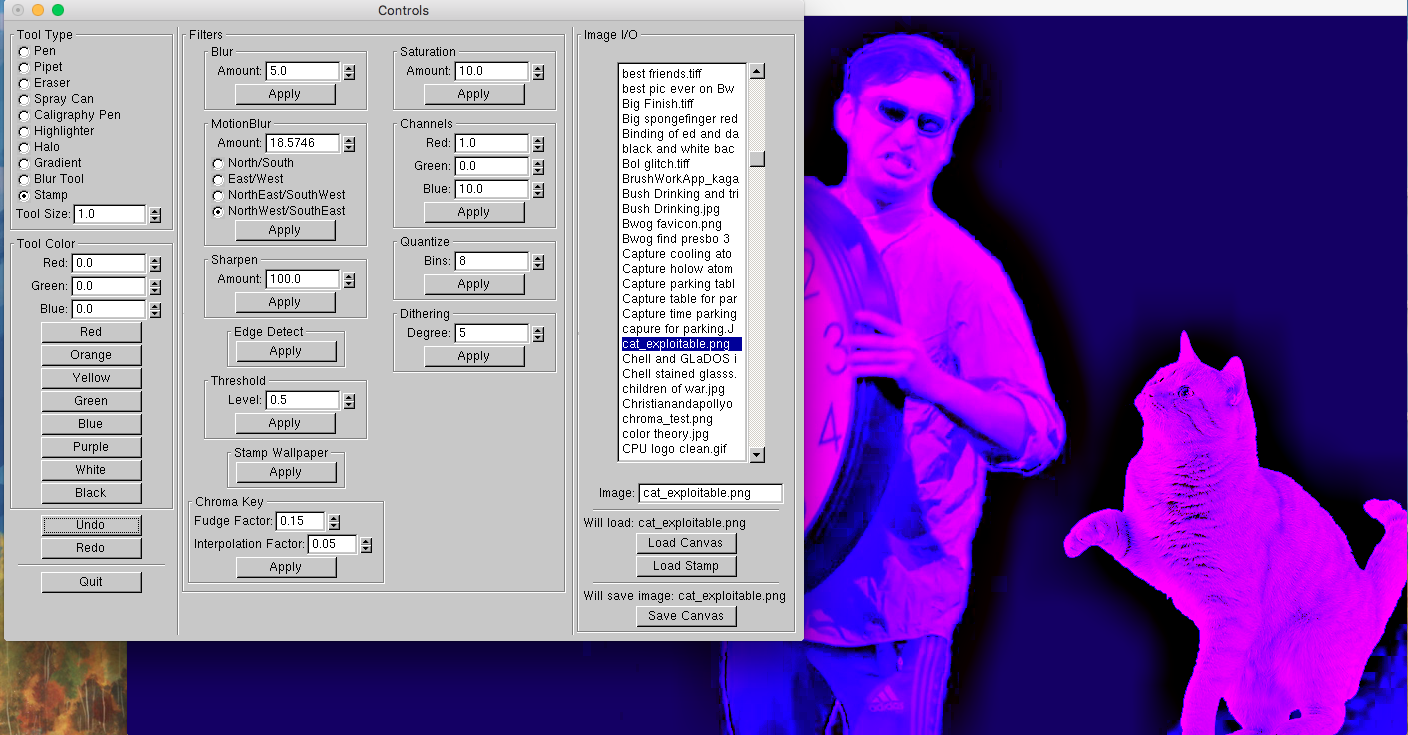 Controls
Tool Type
Pen
Pipet
Eraser
Spray Can
Caligraphy Pen
Highlighter
Halo
Gradient
Blur Tool
Stamp
Tool Size: 1.0
Tool Color
Red: 0.0
Green: 0.0
Blue: 0.0
Red
Orange
Yellow
Green
Blue
Purple
White
Black
Undo
Redo
Quit
Filters
Blur
Amount: 5.0
Apply
MotionBlur
Amount: 18.5746
North/South
East/West
NorthEast/SouthWest
NorthWest/SouthEast
Apply
Sharpen
Amount: 100.0
Apply
Edge Detect
Apply
Threshold
Level: 0.5
Apply
Stamp Wallpaper
Apply
Chroma Key
Fudge Factor: 0.15
Interpolation Factor: 0.05
Apply
Saturation
Amount: 10.0
Apply
Channels
Red: 1.0
Green: 0.0
Blue: 10.0
Apply
Quantize
Bins: 8
Apply
Dithering
Degree: 5
Apply
Image I/O
best friends.tiff
best pic ever on Bw
Big Finish.tiff
Big spongefinger red
Binding of ed and da
black and white bac
Bol glitch.tiff
BrushWorkApp_kaga
Bush Drinking and tri
Bush Drinking.jpg
Bwog favicon.png
Bwog find presbo 3
Capture cooling ato
Capture holow atom
Capture parking tabl
Capture table for par
Capture time parking
capure for parking.J
cat_exploitable.png
Chell and GLaDOS i
Chell stained glasss.
children of war.jpg
Christianandapollyo
chroma_test.png
color theory.jpg
CPU logo clean.gif
Image: cat_exploitable.png
Will load: cat_exploitable.png
Load Canvas
Load Stamp
Will save image: cat_exploitable.png
Save Canvas
2
3
4
adidas